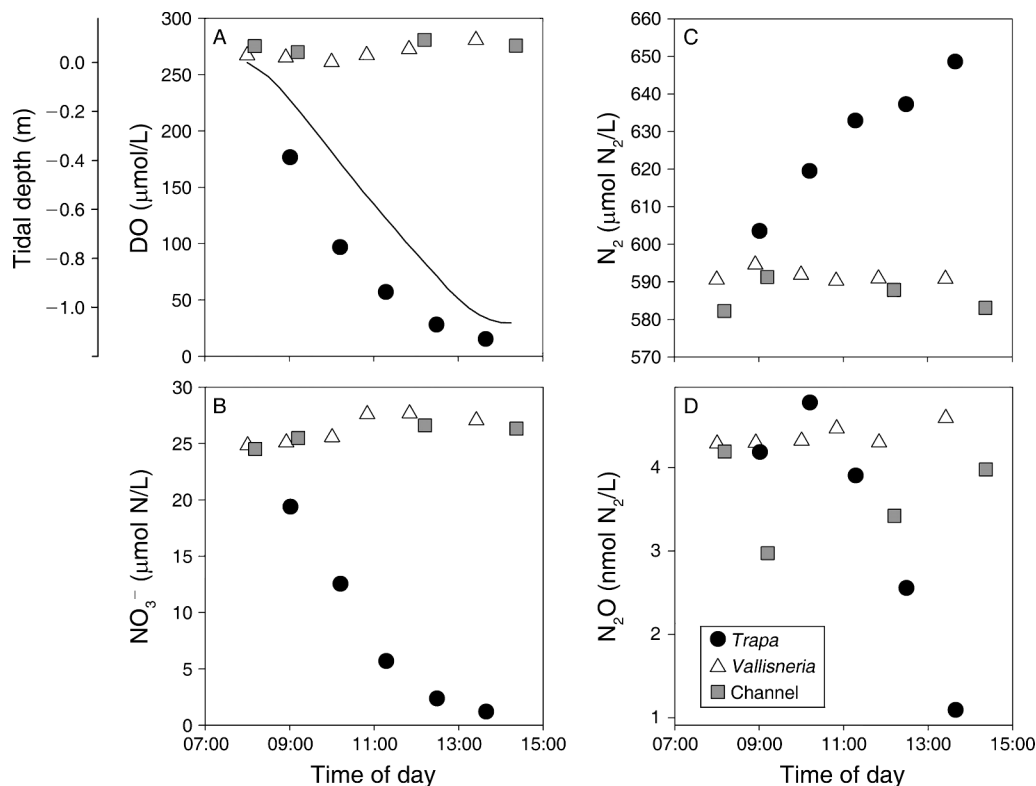 A
300
250
200
150
100
50
0
DO (μmol/L)
0.0
−0.2
−0.4
−0.6
−0.8
−1.0
Tidal depth (m)
C
660
650
640
620
600
590
580
570
N₂ (μmol N₂/L)
B
30
25
20
15
10
5
0
NO₃⁻ (μmol N/L)
07:00 09:00 11:00 13:00 15:00
Time of day
D
4
3
2
1
N₂O (nmol N₂/L)
Trapa
Vallisneria
Channel
07:00 09:00 11:00 13:00 15:00
Time of day